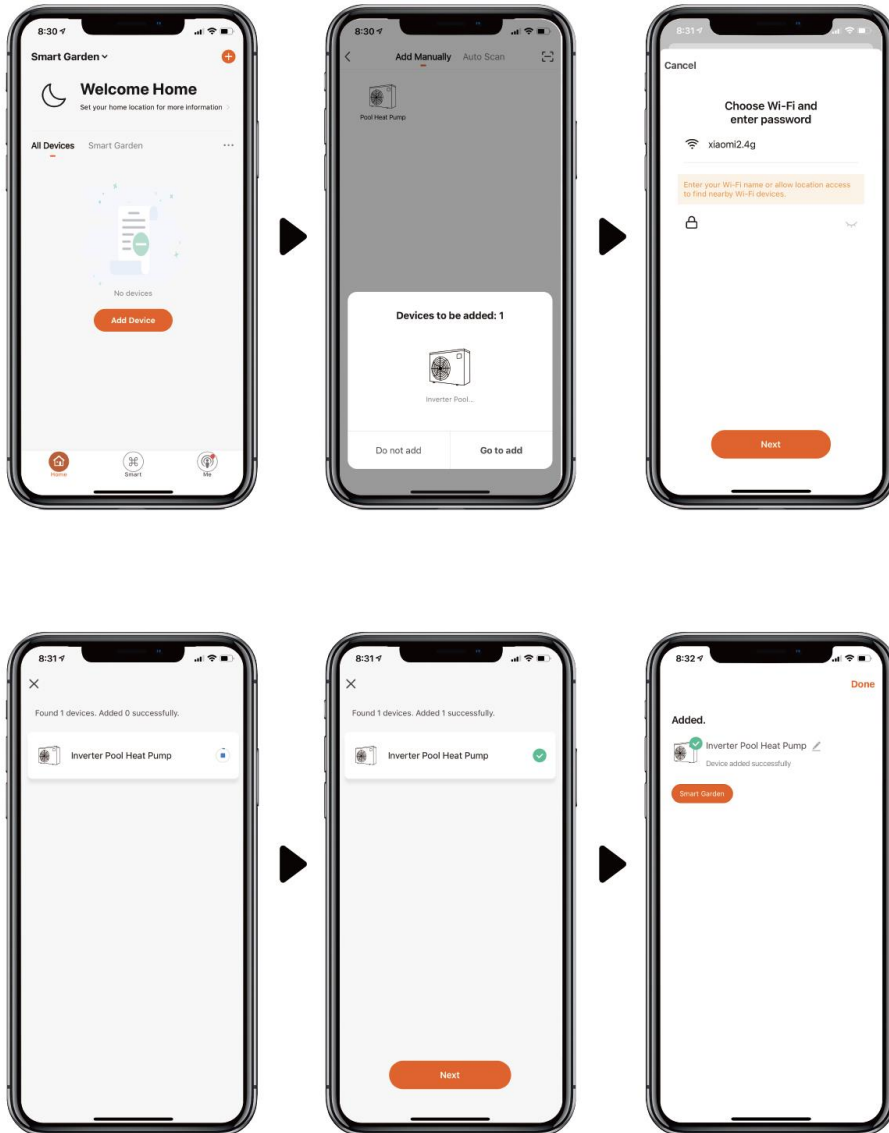 8:30
Smart Garden
Welcome Home
Set your home location for more information
All Devices Smart Garden
No devices
Add Device
Home Smart Me
8:30
Add Manually Auto Scan
Pool Heat Pump
Devices to be added: 1
Inverter Pool...
Do not add Go to add
8:31
Cancel
Choose Wi-Fi and
enter password
xiaomi2.4g
Enter your Wi-Fi name or allow location access
to find nearby Wi-Fi devices.
Next
8:31
Found 1 devices. Added 0 successfully.
Inverter Pool Heat Pump
8:31
Found 1 devices. Added 1 successfully.
Inverter Pool Heat Pump
Next
8:32
Done
Added.
Inverter Pool Heat Pump
Device added successfully
Smart Garden